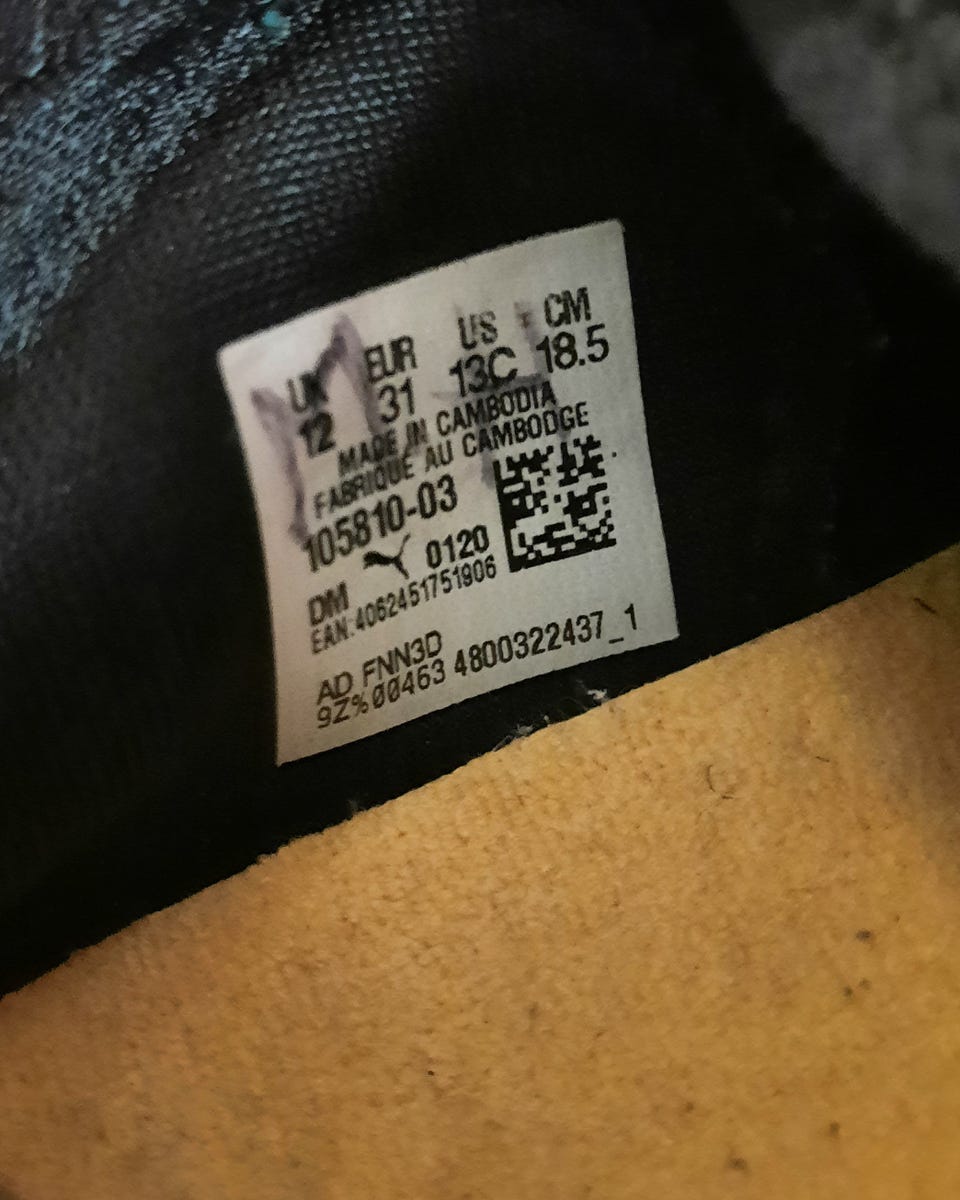 UK EUR US CM
12 31 13C 18.5
MADE IN CAMBODIA
FABRIQUÉ AU CAMBODGE
105810-03
DM 0120
EAN:4062451751906
AD FNN3D
9Z%00463 4800322437_1